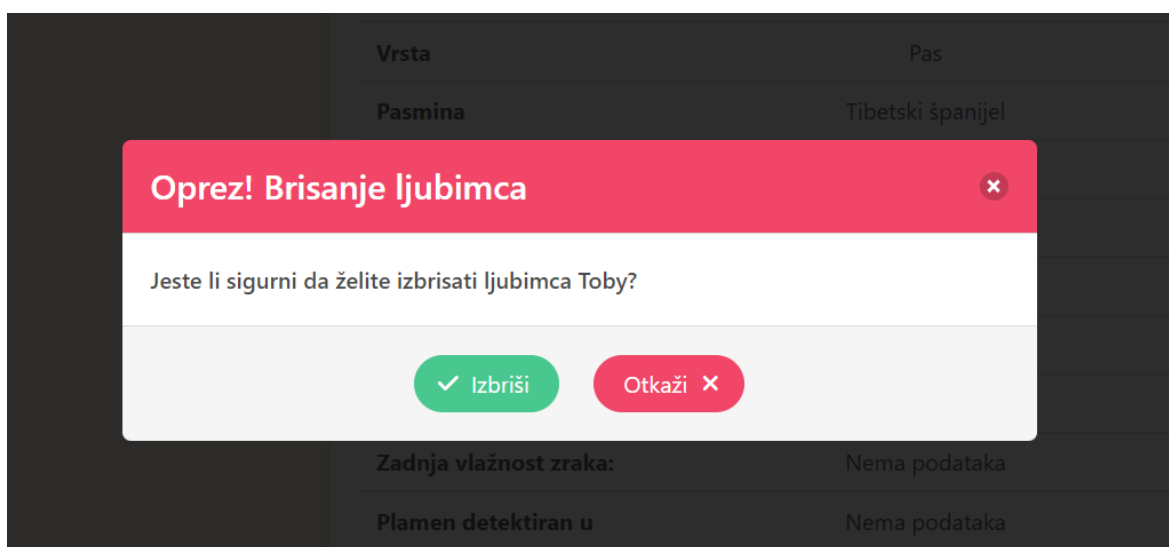 Vrsta Pas
Pasmina Tibetski španijel
Oprez! Brisanje ljubimca
Jeste li sigurni da želite izbrisati ljubimca Toby?
Izbriši Otkaži
Zadnja vlažnost zraka: Nema podataka
Plamen detektiran u Nema podataka